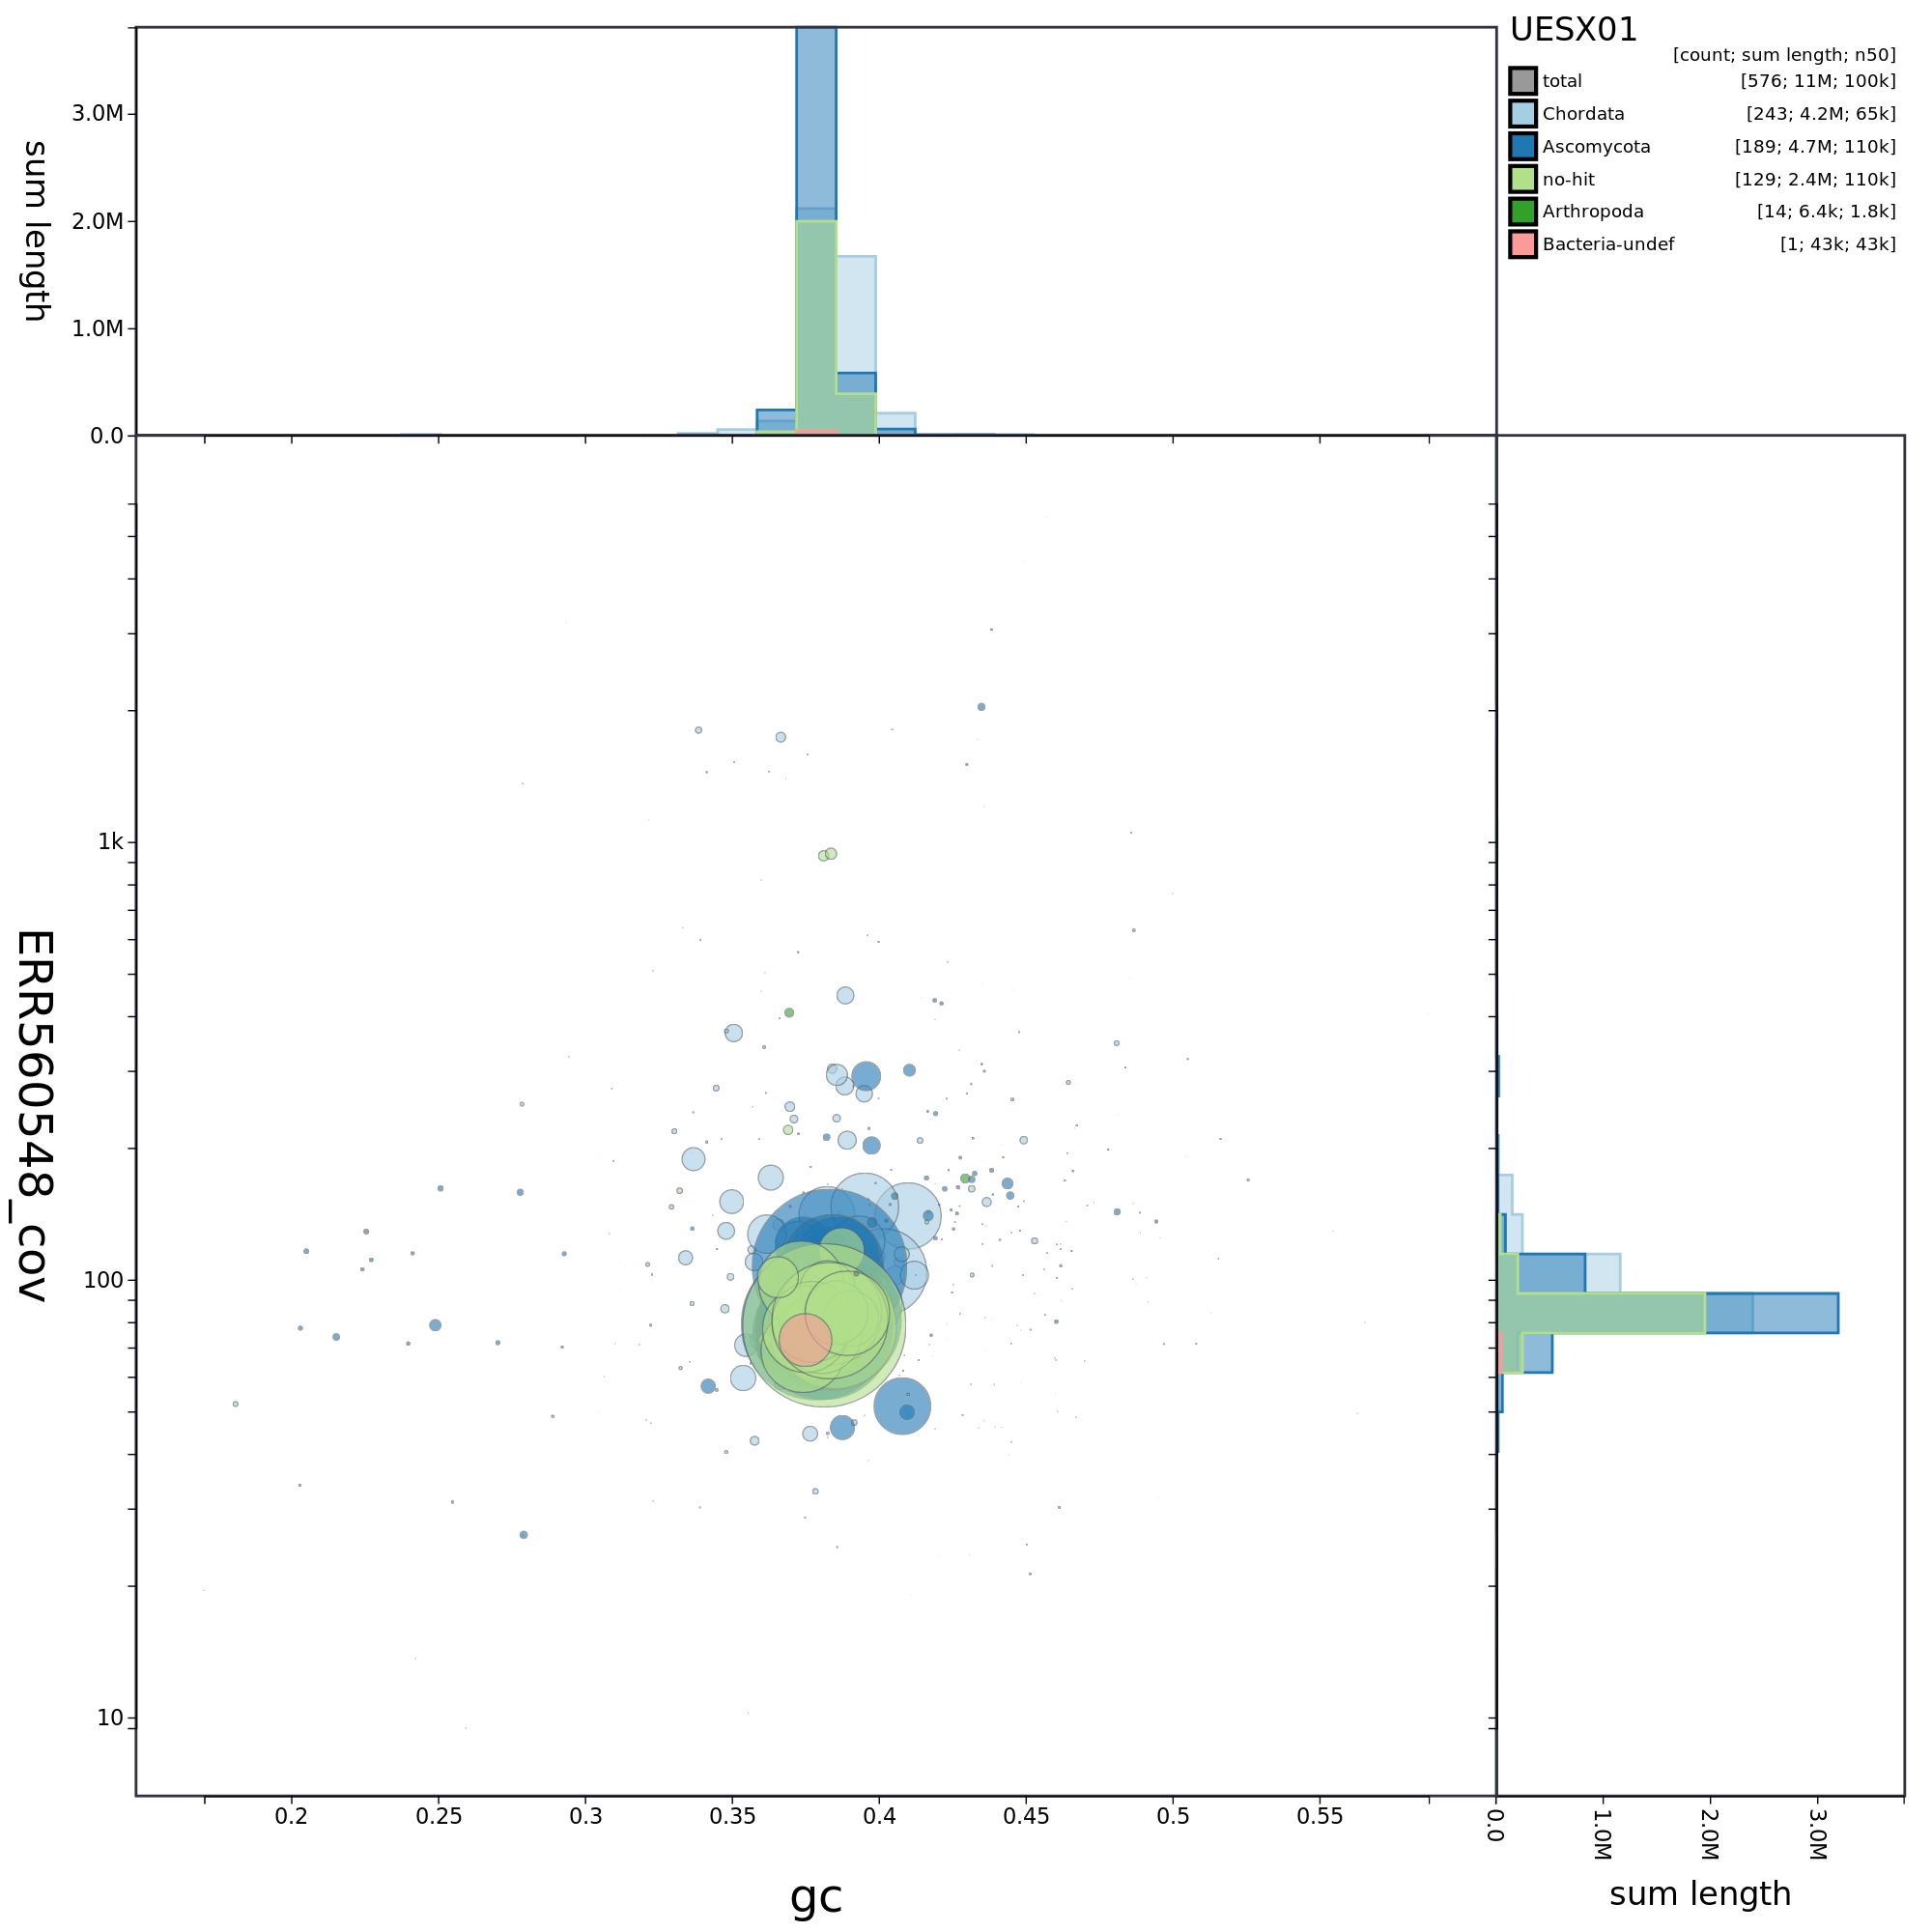 UESX01
[count; sum length; n50]
total [576; 11M; 100k]
Chordata [243; 4.2M; 65k]
Ascomycota [189; 4.7M; 110k]
no-hit [129; 2.4M; 110k]
Arthropoda [14; 6.4k; 1.8k]
Bacteria-undef [1; 43k; 43k]
sum length
3.0M
2.0M
1.0M
0.0
ERR560548_cov
1k
100
10
0.2 0.25 0.3 0.35 0.4 0.45 0.5 0.55
gc
0.0 1.0M 2.0M 3.0M
sum length